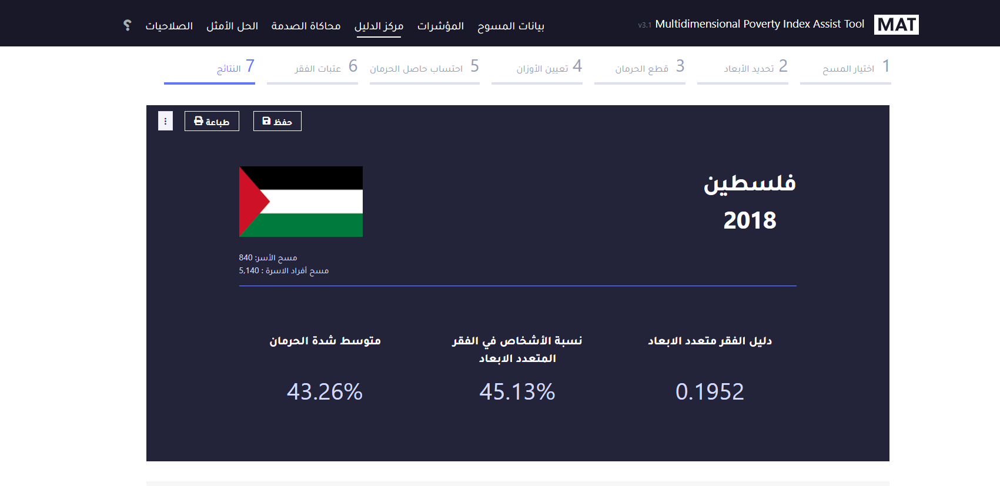 MAT
Multidimensional Poverty Index Assist Tool v3.1
بيانات المسوح
المؤشرات
مركز الدليل
محاكاة الصدمة
الحل الأمثل
الصلاحيات
؟
1 اختيار المسح
2 تحديد الأبعاد
3 قطع الحرمان
4 تعيين الأوزان
5 احتساب حاصل الحرمان
6 عتبات الفقر
7 النتائج
حفظ
طباعة
فلسطين
2018
مسح الأسر: 840
مسح أفراد الاسرة : 5,140
دليل الفقر متعدد الابعاد
0.1952
نسبة الأشخاص في الفقر
المتعدد الابعاد
45.13%
متوسط شدة الحرمان
43.26%